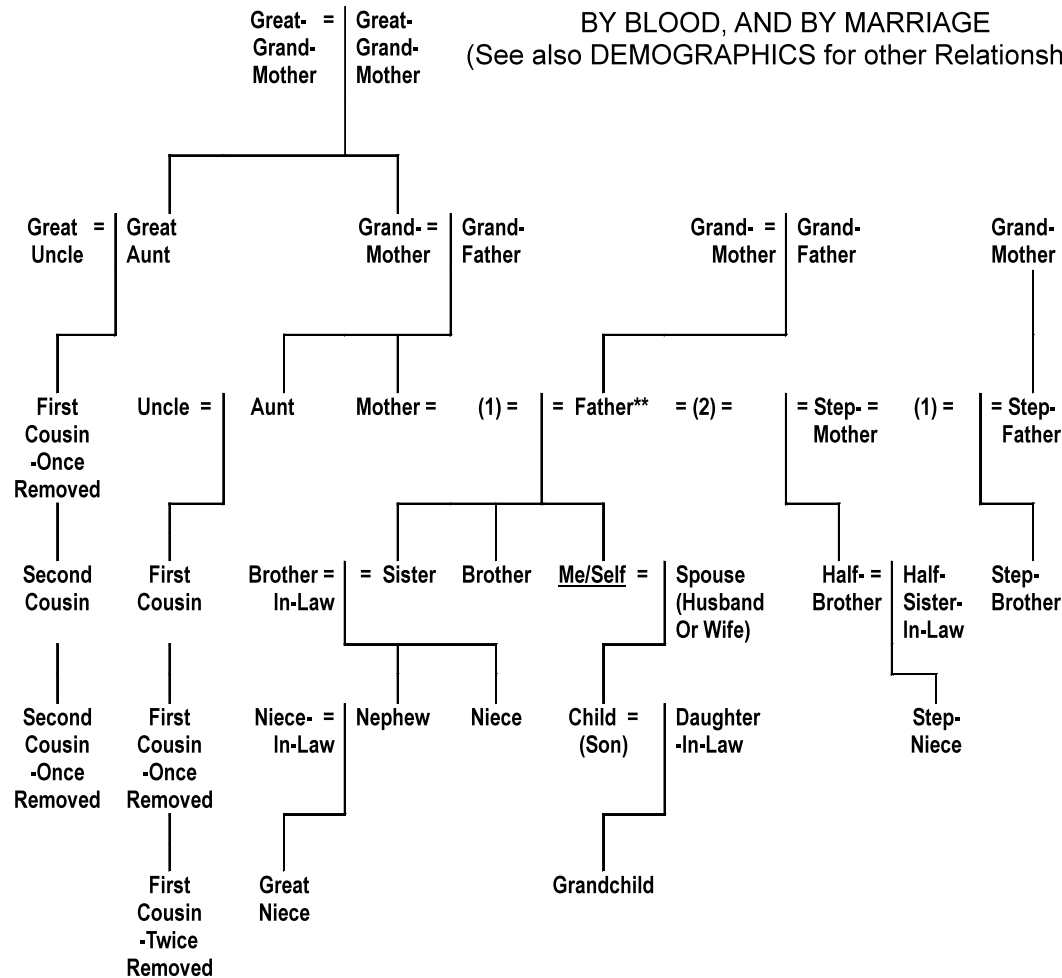 BY BLOOD, AND BY MARRIAGE
(See also DEMOGRAPHICS for other Relationsh
Great- = Great-
Grand- Grand-
Mother Mother
Great = Great
Uncle Aunt
Grand- = Grand-
Mother Father
Grand- = Grand-
Mother Father
Grand-
Mother
First
Cousin
-Once
Removed
Uncle = Aunt
Mother = (1) = = Father** = (2) = = Step- = (1) = = Step-
Mother Father
Second
Cousin
First
Cousin
Brother = = Sister
In-Law
Brother
Me/Self = Spouse
(Husband
Or Wife)
Half- = Half-
Brother Sister-
In-Law
Step-
Brother
Second
Cousin
-Once
Removed
First
Cousin
-Once
Removed
Niece- = Nephew
In-Law
Niece
Child = Daughter
(Son) -In-Law
Step-
Niece
First
Cousin
-Twice
Removed
Great
Niece
Grandchild